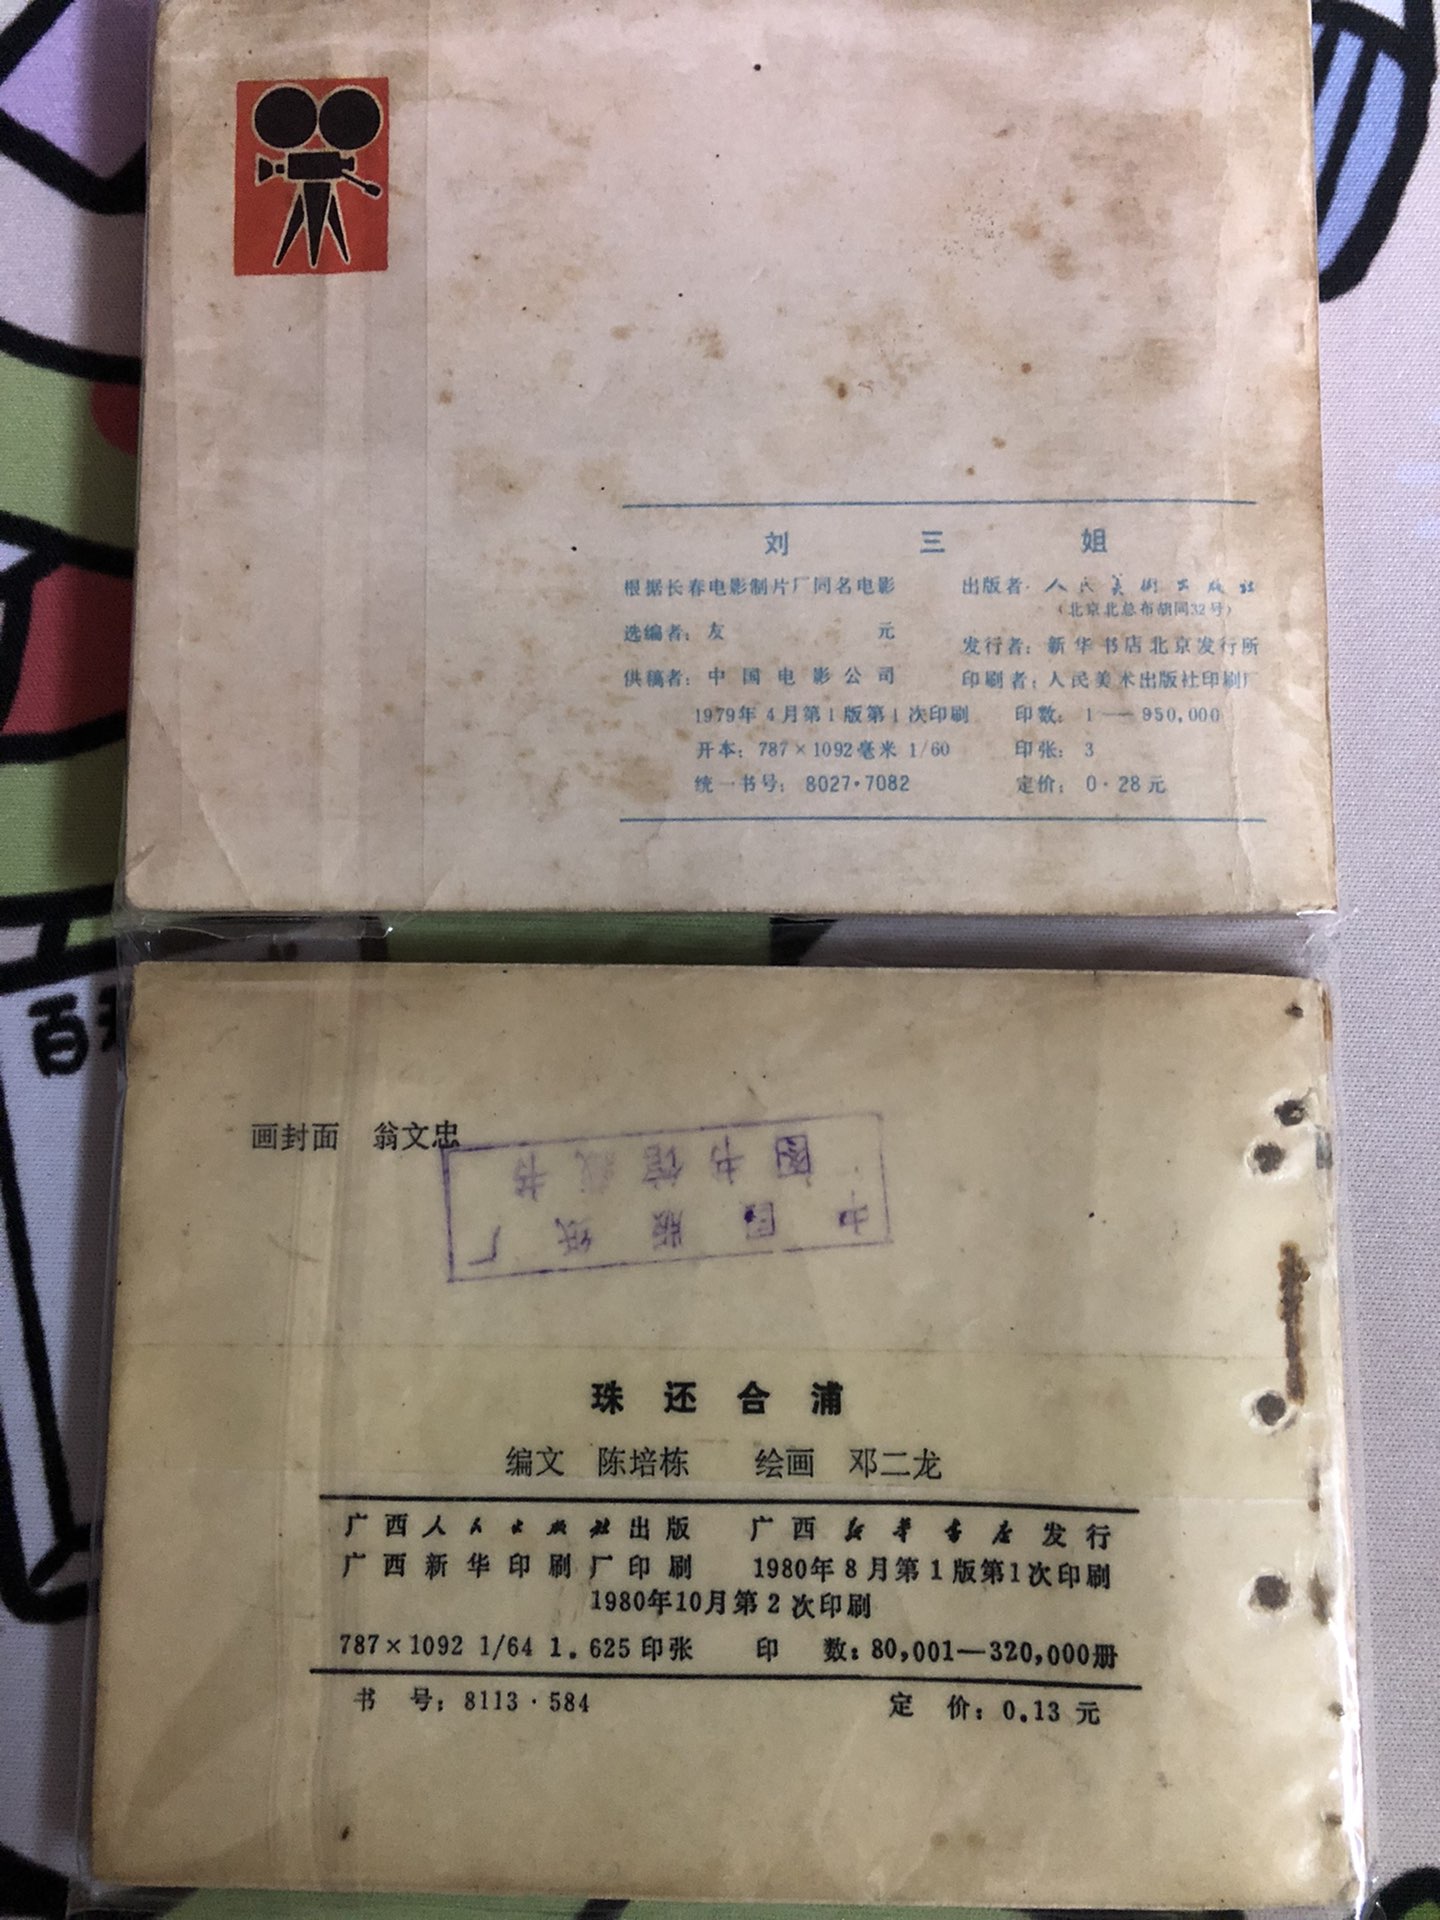 刘三姐
根据长春电影制片厂同名电影
选编者：友元
供稿者：中国电影公司
出版者：人民美術出版社
（北京北总布胡同32号）
发行者：新华书店北京发行所
印刷者：人民美术出版社印刷厂
1979年4月第1版第1次印刷 印数：1—950,000
开本：787×1092毫米 1/60 印张：3
统一书号：8027·7082 定价：0·28元
百
画封面 翁文忠
图书馆藏书
中国版纸厂
珠还合浦
编文 陈培栋 绘画 邓二龙
广西人民出版社出版 广西新华书店发行
广西新华印刷厂印刷 1980年8月第1版第1次印刷
1980年10月第2次印刷
787×1092 1/64 1.625印张 印数：80,001—320,000册
书号：8113·584 定价：0.13元